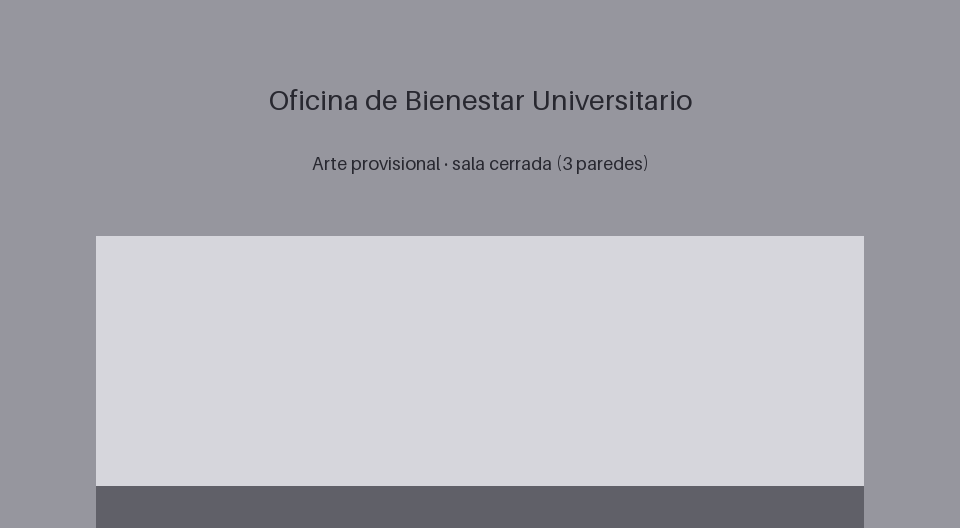 Oficina de Bienestar Universitario
Arte provisional · sala cerrada (3 paredes)